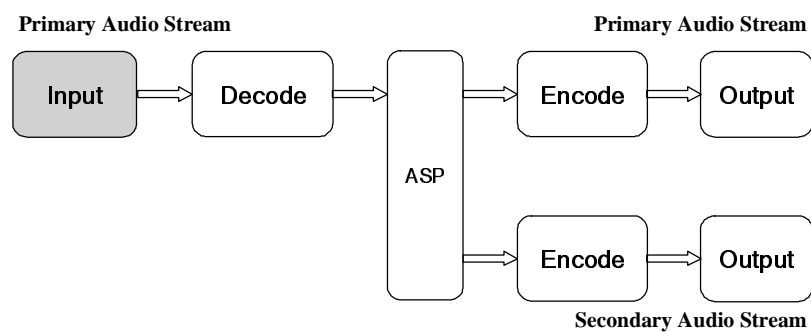 Primary Audio Stream
Primary Audio Stream
Input
Decode
ASP
Encode
Output
Encode
Output
Secondary Audio Stream